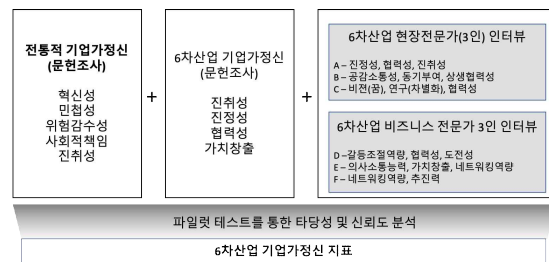 전통적 기업가정신
(문헌조사)
혁신성
민첩성
위험감수성
사회적책임
진취성
+
6차산업 기업가정신
(문헌조사)
진취성
진정성
협력성
가치창출
+
6차산업 현장전문가(3인) 인터뷰
A – 진정성, 협력성, 진취성
B – 공감소통성, 동기부여, 상생협력성
C – 비젼(꿈), 연구(차별화), 협력성
6차산업 비즈니스 전문가 3인 인터뷰
D –갈등조절역량, 협력성, 도전성
E – 의사소통능력, 가치창출, 네트워킹역량
F – 네트워킹역량, 추진력
파일럿 테스트를 통한 타당성 및 신뢰도 분석
6차산업 기업가정신 지표